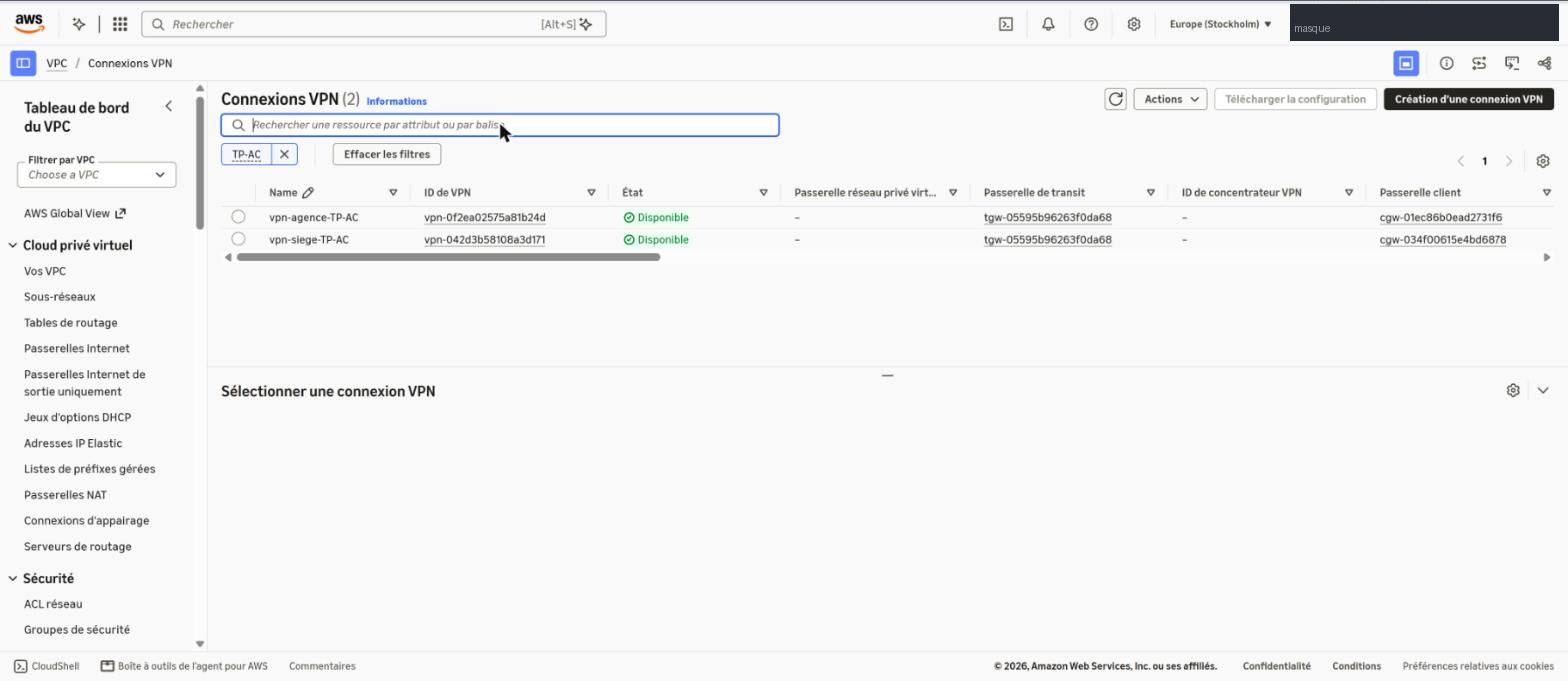 aws
Rechercher
[Alt+S]
Europe (Stockholm)
masque
VPC / Connexions VPN
Tableau de bord
du VPC
Filtrer par VPC
Choose a VPC
AWS Global View
Cloud privé virtuel
Vos VPC
Sous-réseaux
Tables de routage
Passerelles Internet
Passerelles Internet de
sortie uniquement
Jeux d'options DHCP
Adresses IP Elastic
Listes de préfixes gérées
Passerelles NAT
Connexions d'appairage
Serveurs de routage
Sécurité
ACL réseau
Groupes de sécurité
Connexions VPN (2) Informations
Actions
Télécharger la configuration
Création d'une connexion VPN
Rechercher une ressource par attribut ou par balise
TP-AC
Effacer les filtres
1
Name ID de VPN État Passerelle réseau privé virt... Passerelle de transit ID de concentrateur VPN Passerelle client
vpn-agence-TP-AC vpn-0f2ea02575a81b24d Disponible – tgw-05595b96263f0da68 – cgw-01ec86b0ead2731f6
vpn-siege-TP-AC vpn-042d3b58108a3d171 Disponible – tgw-05595b96263f0da68 – cgw-034f00615e4bd6878
Sélectionner une connexion VPN
CloudShell Boîte à outils de l'agent pour AWS Commentaires © 2026, Amazon Web Services, Inc. ou ses affiliés. Confidentialité Conditions Préférences relatives aux cookies